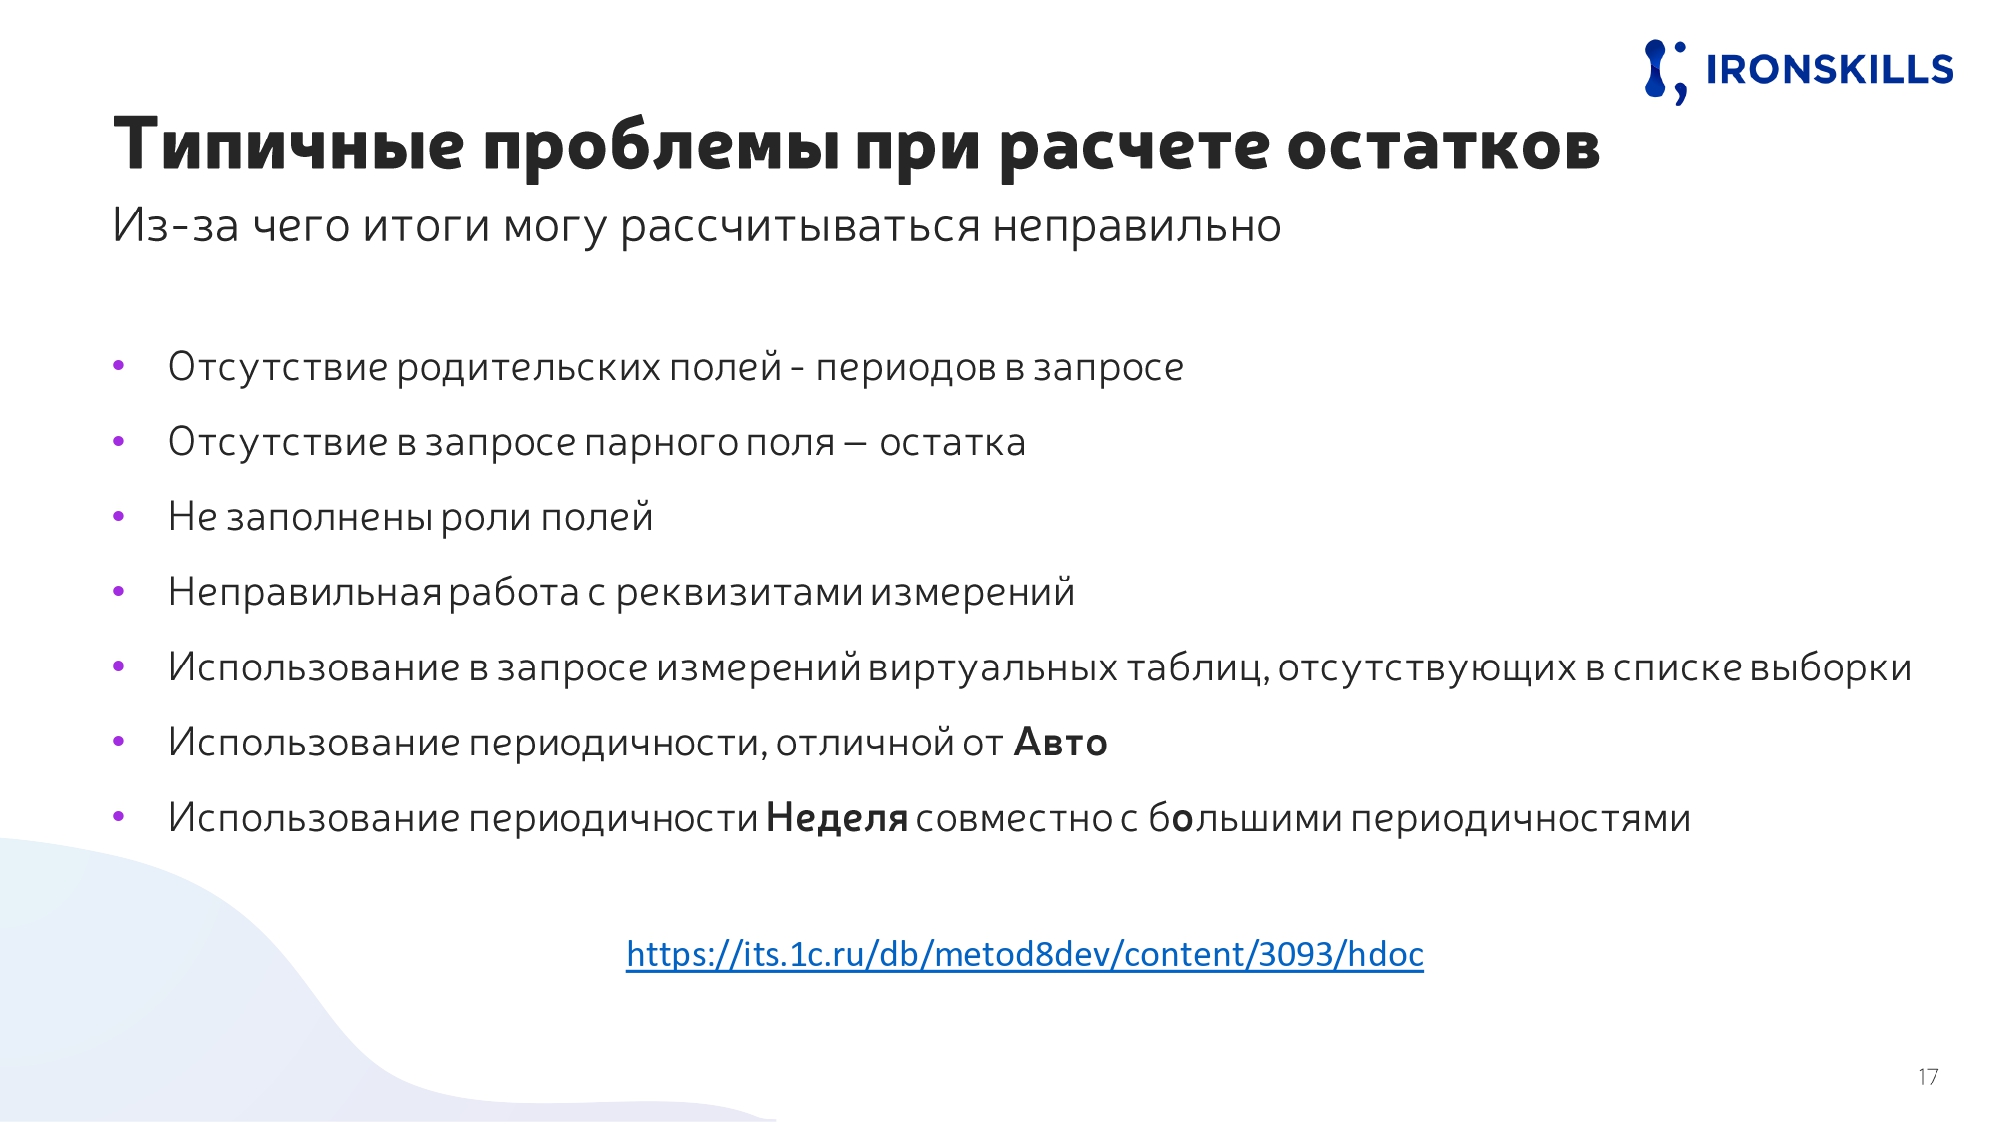 IRONSKILLS
Типичные проблемы при расчете остатков
Из-за чего итоги могу рассчитываться неправильно
• Отсутствие родительских полей - периодов в запросе
• Отсутствие в запросе парного поля – остатка
• Не заполнены роли полей
• Неправильная работа с реквизитами измерений
• Использование в запросе измерений виртуальных таблиц, отсутствующих в списке выборки
• Использование периодичности, отличной от Авто
• Использование периодичности Неделя совместно с большими периодичностями
https://its.1c.ru/db/metod8dev/content/3093/hdoc
17